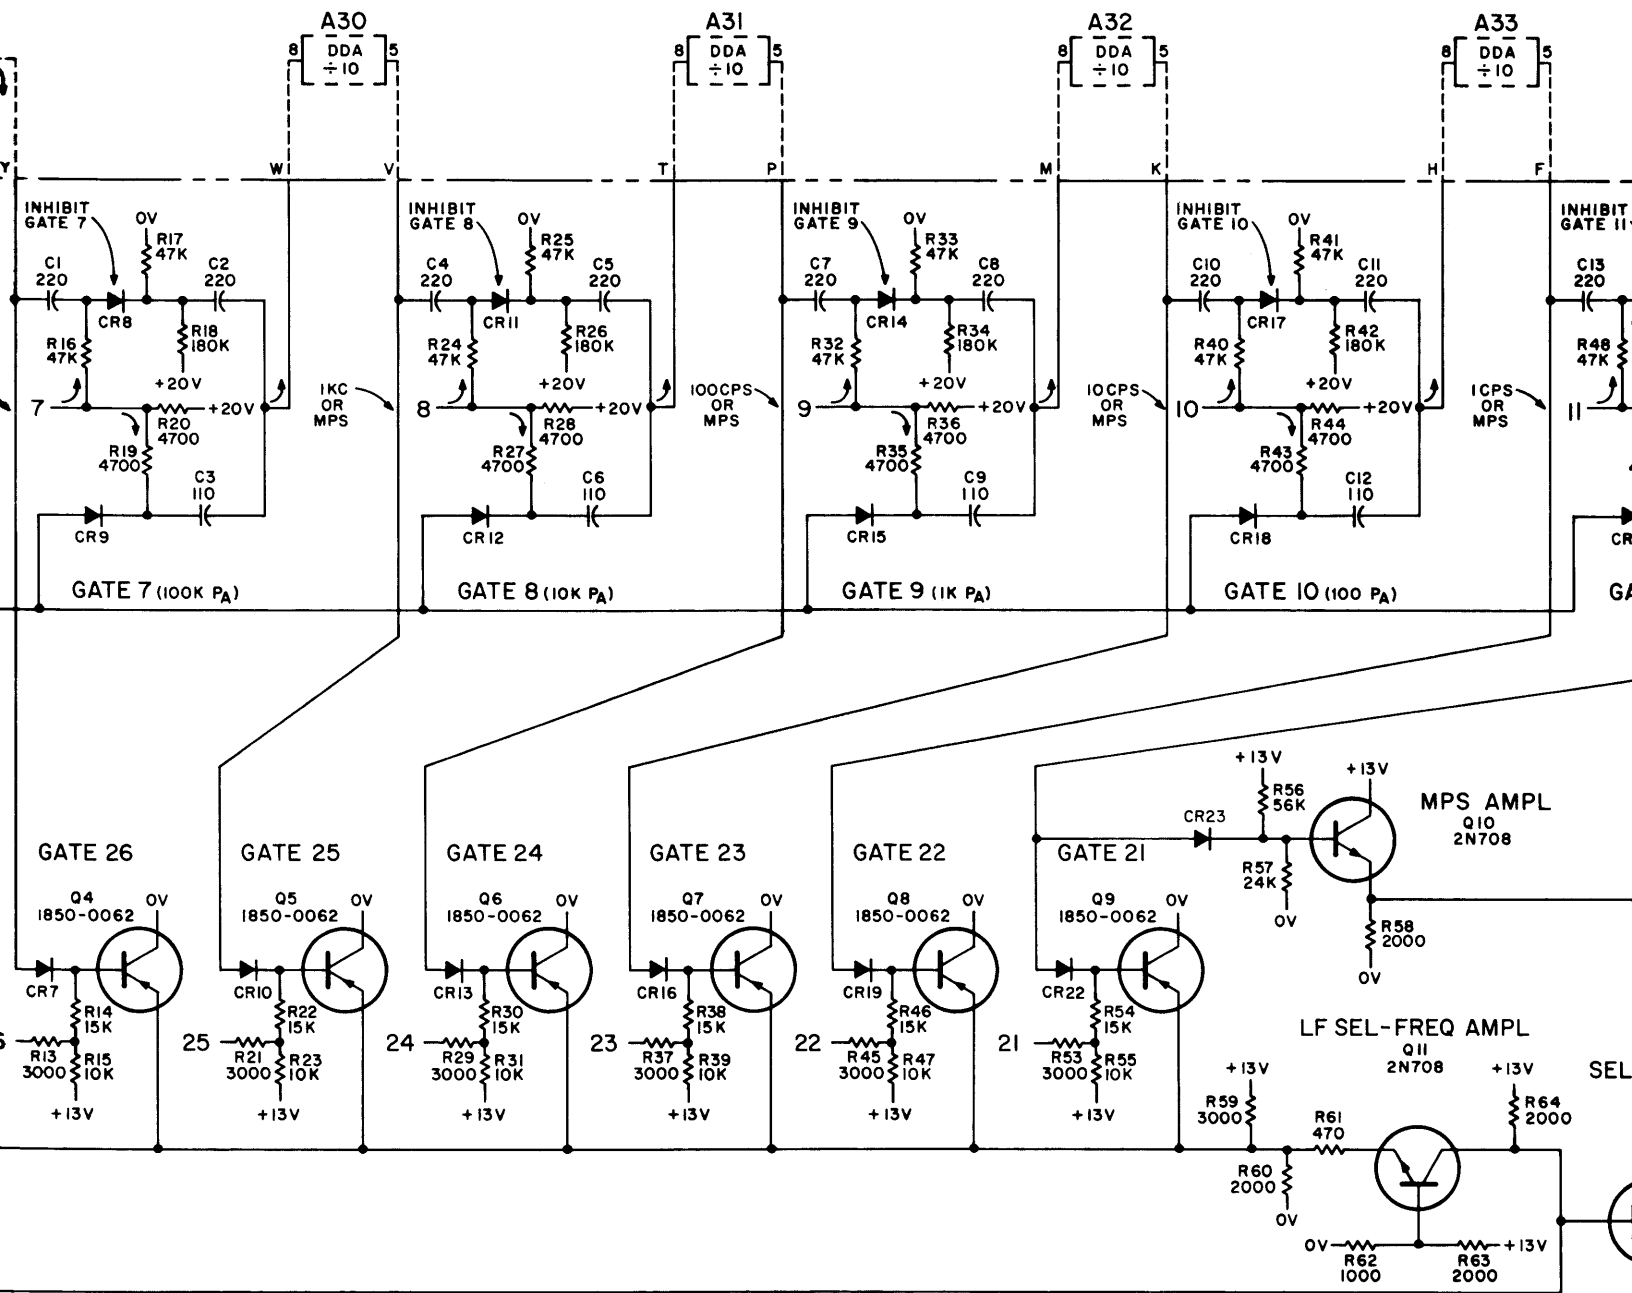 A30
A31
A32
A33
8 DDA 5
÷10
8 DDA 5
÷10
8 DDA 5
÷10
8 DDA 5
÷10
Y W V T P M K H F
INHIBIT
GATE 7
0V
R17
47K
C1
220
C2
220
CR8
R16
47K
R18
180K
+20V
7
+20V
R20
4700
R19
4700
C3
110
CR9
GATE 7 (100K PA)
1KC
OR
MPS
INHIBIT
GATE 8
0V
R25
47K
C4
220
C5
220
CR11
R24
47K
R26
180K
+20V
8
+20V
R28
4700
R27
4700
C6
110
CR12
GATE 8 (10K PA)
100CPS
OR
MPS
INHIBIT
GATE 9
0V
R33
47K
C7
220
C8
220
CR14
R32
47K
R34
180K
+20V
9
+20V
R36
4700
R35
4700
C9
110
CR15
GATE 9 (1K PA)
10CPS
OR
MPS
INHIBIT
GATE 10
0V
R41
47K
C10
220
C11
220
CR17
R40
47K
R42
180K
+20V
10
+20V
R44
4700
R43
4700
C12
110
CR18
GATE 10 (100 PA)
1CPS
OR
MPS
INHIBIT
GATE 11
C13
220
R48
47K
11
4
CR
GA
GATE 26
Q4
1850-0062
0V
CR7
R14
15K
R13
3000
R15
10K
+13V
GATE 25
Q5
1850-0062
0V
CR10
R22
15K
25
R21
3000
R23
10K
+13V
GATE 24
Q6
1850-0062
0V
CR13
R30
15K
24
R29
3000
R31
10K
+13V
GATE 23
Q7
1850-0062
0V
CR16
R38
15K
23
R37
3000
R39
10K
+13V
GATE 22
Q8
1850-0062
0V
CR19
R46
15K
22
R45
3000
R47
10K
+13V
GATE 21
Q9
1850-0062
0V
CR22
R54
15K
21
R53
3000
R55
10K
+13V
+13V
R56
56K
CR23
R57
24K
0V
+13V
MPS AMPL
Q10
2N708
R58
2000
0V
LF SEL-FREQ AMPL
Q11
2N708
+13V
R59
3000
R60
2000
0V
R61
470
+13V
R64
2000
0V
R62
1000
R63
2000
+13V
SEL